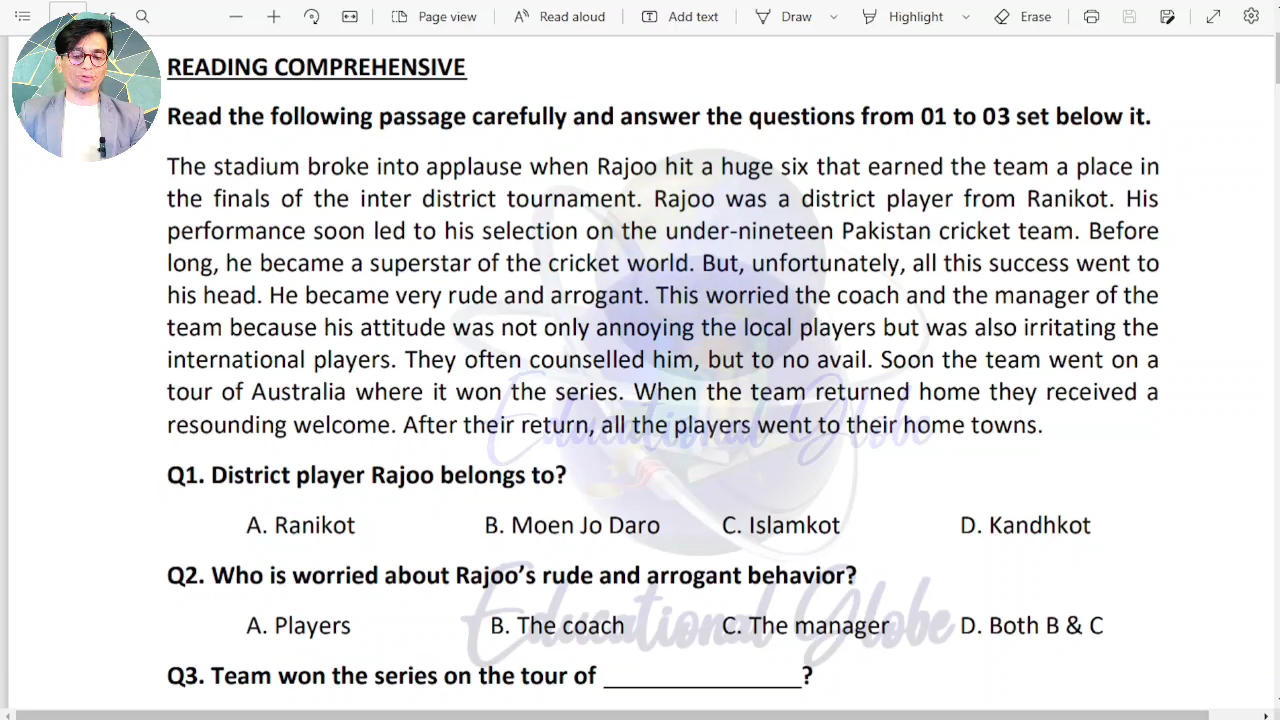 Page view
Read aloud
Add text
Draw
Highlight
Erase
READING COMPREHENSIVE
Read the following passage carefully and answer the questions from 01 to 03 set below it.
The stadium broke into applause when Rajoo hit a huge six that earned the team a place in
the finals of the inter district tournament. Rajoo was a district player from Ranikot. His
performance soon led to his selection on the under-nineteen Pakistan cricket team. Before
long, he became a superstar of the cricket world. But, unfortunately, all this success went to
his head. He became very rude and arrogant. This worried the coach and the manager of the
team because his attitude was not only annoying the local players but was also irritating the
international players. They often counselled him, but to no avail. Soon the team went on a
tour of Australia where it won the series. When the team returned home they received a
resounding welcome. After their return, all the players went to their home towns.
Educational Globe
Q1. District player Rajoo belongs to?
A. Ranikot B. Moen Jo Daro C. Islamkot D. Kandhkot
Q2. Who is worried about Rajoo’s rude and arrogant behavior?
Educational Globe
A. Players B. The coach C. The manager D. Both B & C
Q3. Team won the series on the tour of _______________?